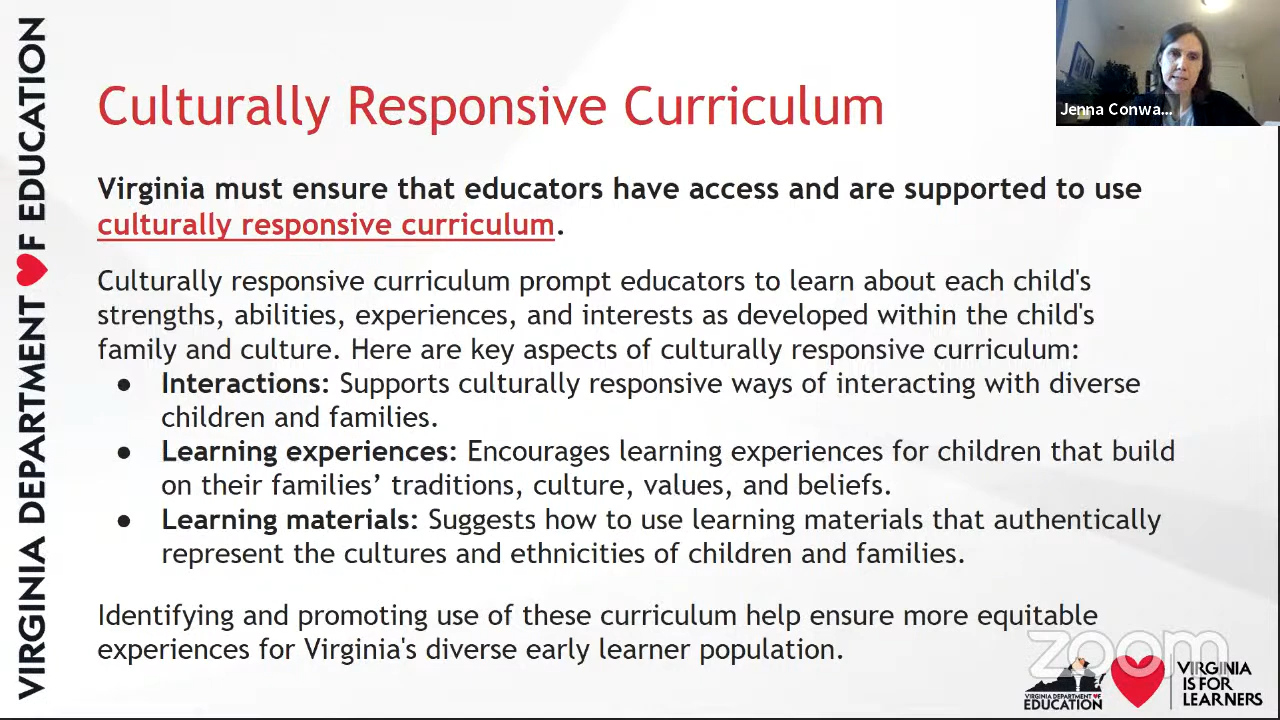 VIRGINIA DEPARTMENT OF EDUCATION
Culturally Responsive Curriculum
Jenna Conwa...
Virginia must ensure that educators have access and are supported to use
culturally responsive curriculum.
Culturally responsive curriculum prompt educators to learn about each child's
strengths, abilities, experiences, and interests as developed within the child's
family and culture. Here are key aspects of culturally responsive curriculum:
● Interactions: Supports culturally responsive ways of interacting with diverse
children and families.
● Learning experiences: Encourages learning experiences for children that build
on their families’ traditions, culture, values, and beliefs.
● Learning materials: Suggests how to use learning materials that authentically
represent the cultures and ethnicities of children and families.
Identifying and promoting use of these curriculum help ensure more equitable
experiences for Virginia's diverse early learner population.
zoom
VIRGINIA DEPARTMENT OF
EDUCATION
VIRGINIA
IS FOR
LEARNERS